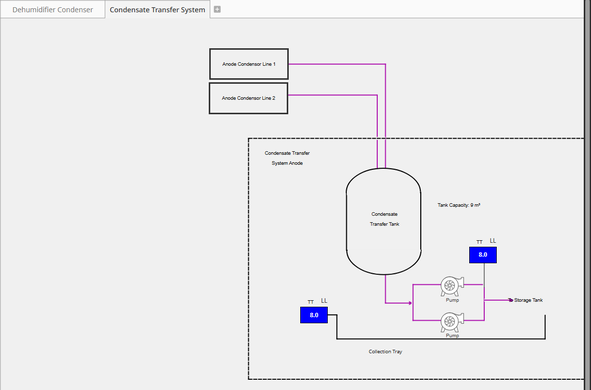 Dehumidifier Condenser
Condensate Transfer System
Anode Condensor Line 1
Anode Condensor Line 2
Condensate Transfer
System Anode
Tank Capacity: 9 m³
Condensate
Transfer Tank
TT LL
8.0
Pump
Storage Tank
TT LL
8.0
Pump
Collection Tray